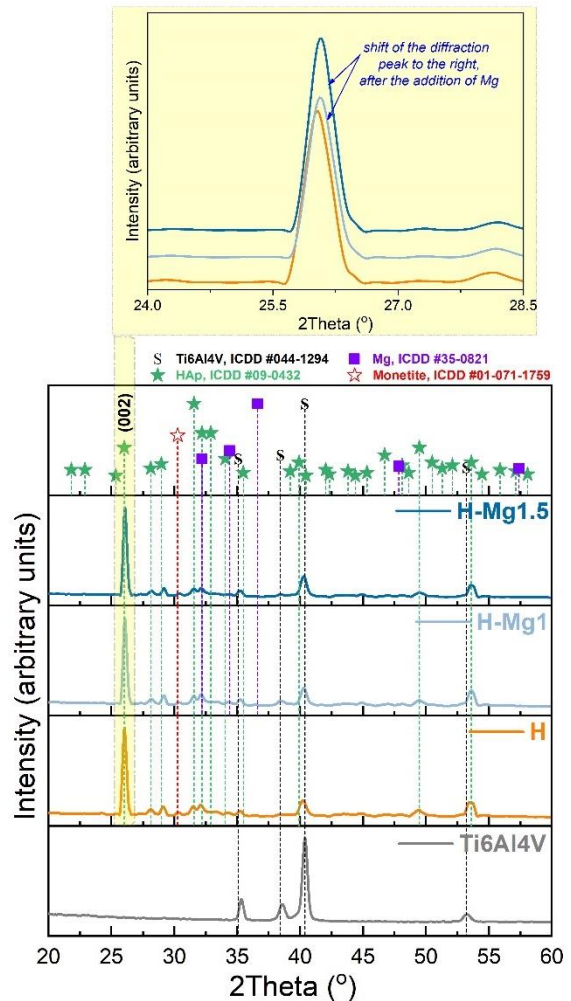 Intensity (arbitrary units)
shift of the diffraction
peak to the right,
after the addition of Mg
24.0 25.5 27.0 28.5
2Theta (°)
S Ti6Al4V, ICDD #044-1294
Mg, ICDD #35-0821
HAp, ICDD #09-0432
Monetite, ICDD #01-071-1759
(002)
S S S S
Intensity (arbitrary units)
H-Mg1.5
H-Mg1
H
Ti6Al4V
20 25 30 35 40 45 50 55 60
2Theta (°)